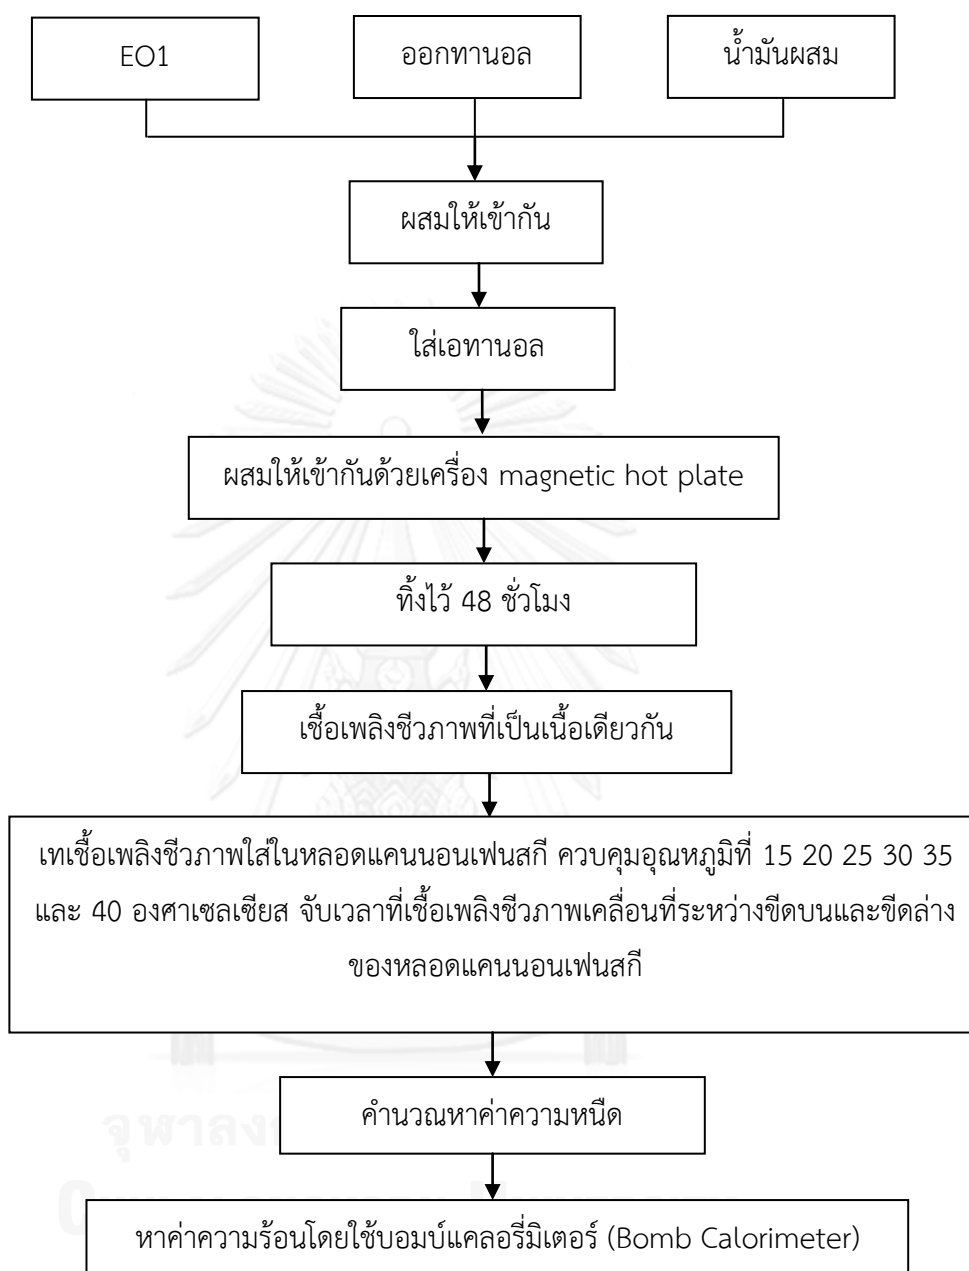 EO1
ออกทานอล
น้ำมันผสม
ผสมให้เข้ากัน
ใส่เอทานอล
ผสมให้เข้ากันด้วยเครื่อง magnetic hot plate
ทิ้งไว้ 48 ชั่วโมง
เชื้อเพลิงชีวภาพที่เป็นเนื้อเดียวกัน
เทเชื้อเพลิงชีวภาพใส่ในหลอดแคนนอนเฟนสกี ควบคุมอุณหภูมิที่ 15 20 25 30 35
และ 40 องศาเซลเซียส จับเวลาที่เชื้อเพลิงชีวภาพเคลื่อนที่ระหว่างขีดบนและขีดล่าง
ของหลอดแคนนอนเฟนสกี
คำนวณหาค่าความหนืด
หาค่าความร้อนโดยใช้บอมบ์แคลอรี่มิเตอร์ (Bomb Calorimeter)